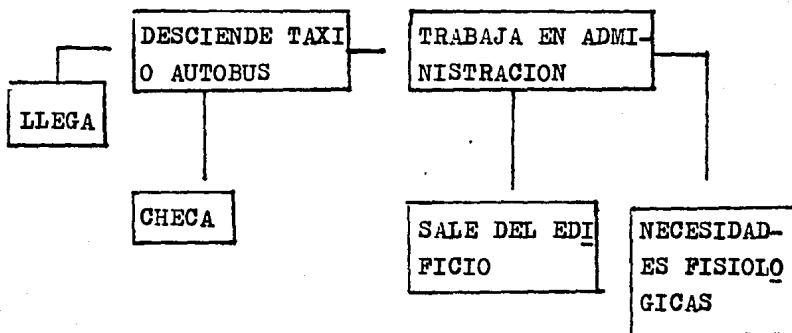 DESCIENDE TAXI
O AUTOBUS
TRABAJA EN ADMI-
NISTRACION
LLEGA
CHECA
SALE DEL EDI
FICIO
NECESIDAD-
ES FISIOLO
GICAS